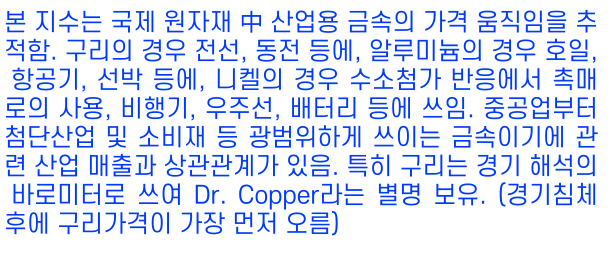 본 지수는 국제 원자재 中 산업용 금속의 가격 움직임을 추
적함. 구리의 경우 전선, 동전 등에, 알루미늄의 경우 호일,
항공기, 선박 등에, 니켈의 경우 수소첨가 반응에서 촉매
로의 사용, 비행기, 우주선, 배터리 등에 쓰임. 중공업부터
첨단산업 및 소비재 등 광범위하게 쓰이는 금속이기에 관
련 산업 매출과 상관관계가 있음. 특히 구리는 경기 해석의
바로미터로 쓰여 Dr. Copper라는 별명 보유. (경기침체
후에 구리가격이 가장 먼저 오름)